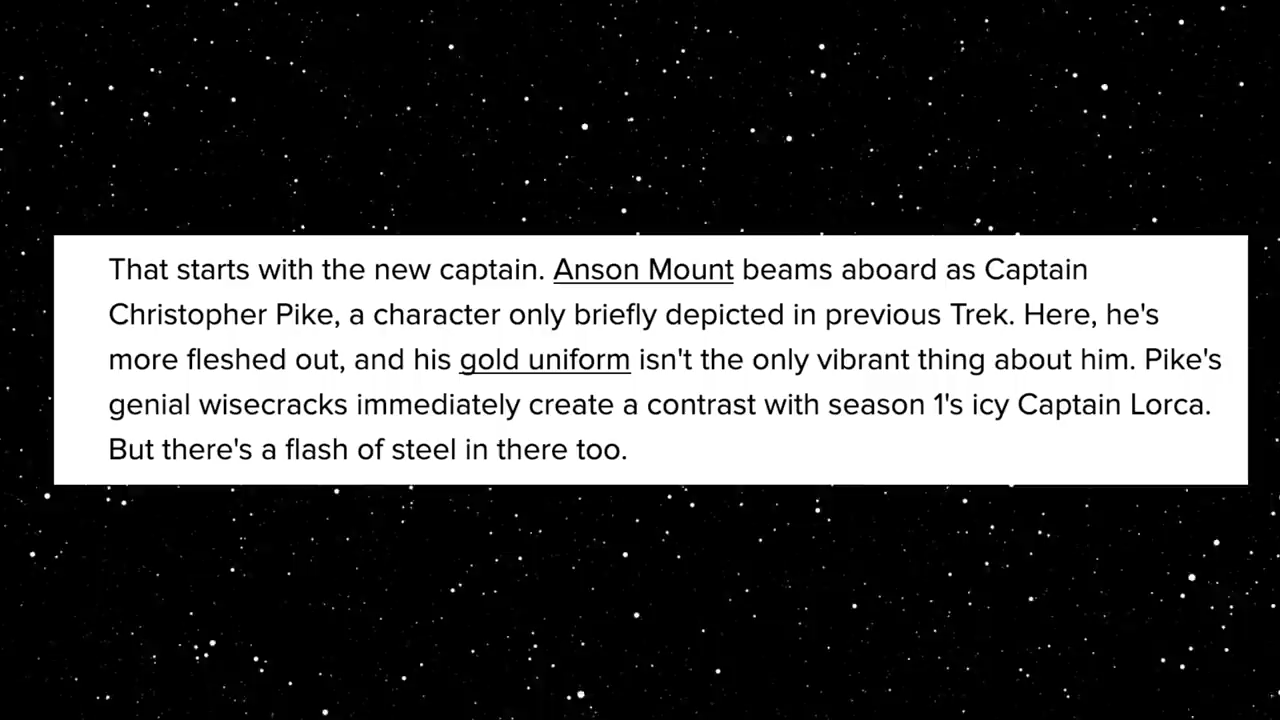 That starts with the new captain. Anson Mount beams aboard as Captain
Christopher Pike, a character only briefly depicted in previous Trek. Here, he's
more fleshed out, and his gold uniform isn't the only vibrant thing about him. Pike's
genial wisecracks immediately create a contrast with season 1's icy Captain Lorca.
But there's a flash of steel in there too.